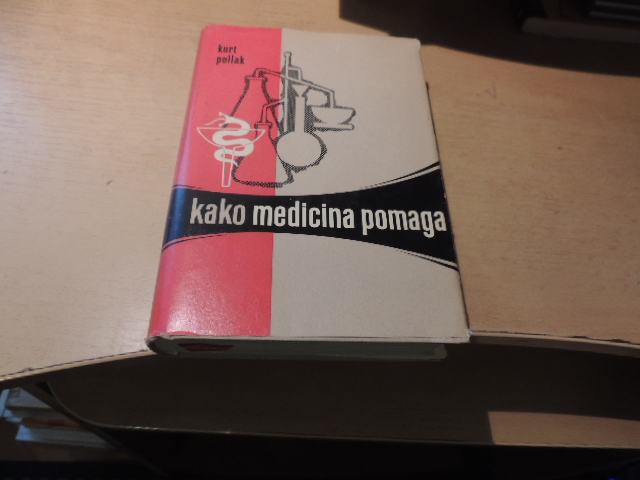 kurt
pollak
kako medicina pomaga